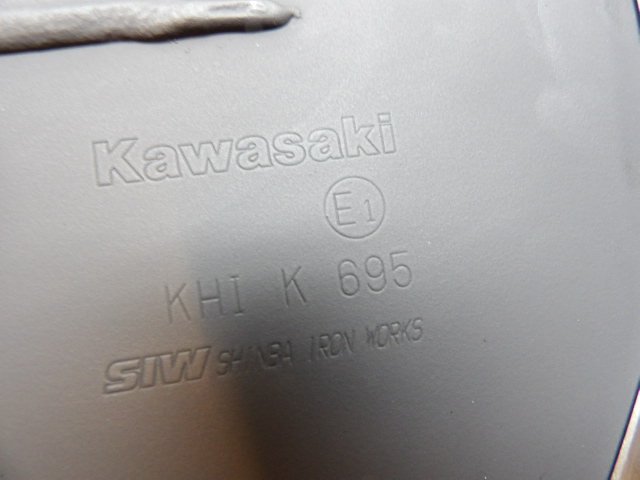 Kawasaki
E1
KHI K 695
SIW SHINBA IRON WORKS